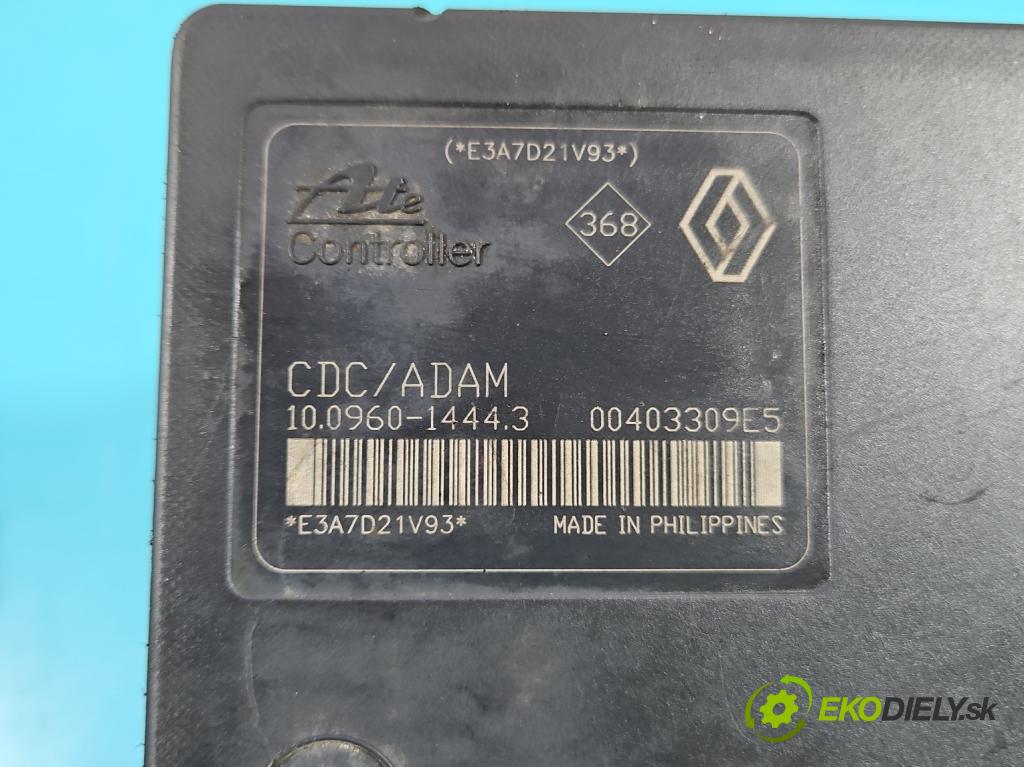 (*E3A7D21V93*)
Ate
Controller
368
CDC/ADAM
10.0960-1444.3 00403309E5
*E3A7D21V93* MADE IN PHILIPPINES
EKODIELY.sk